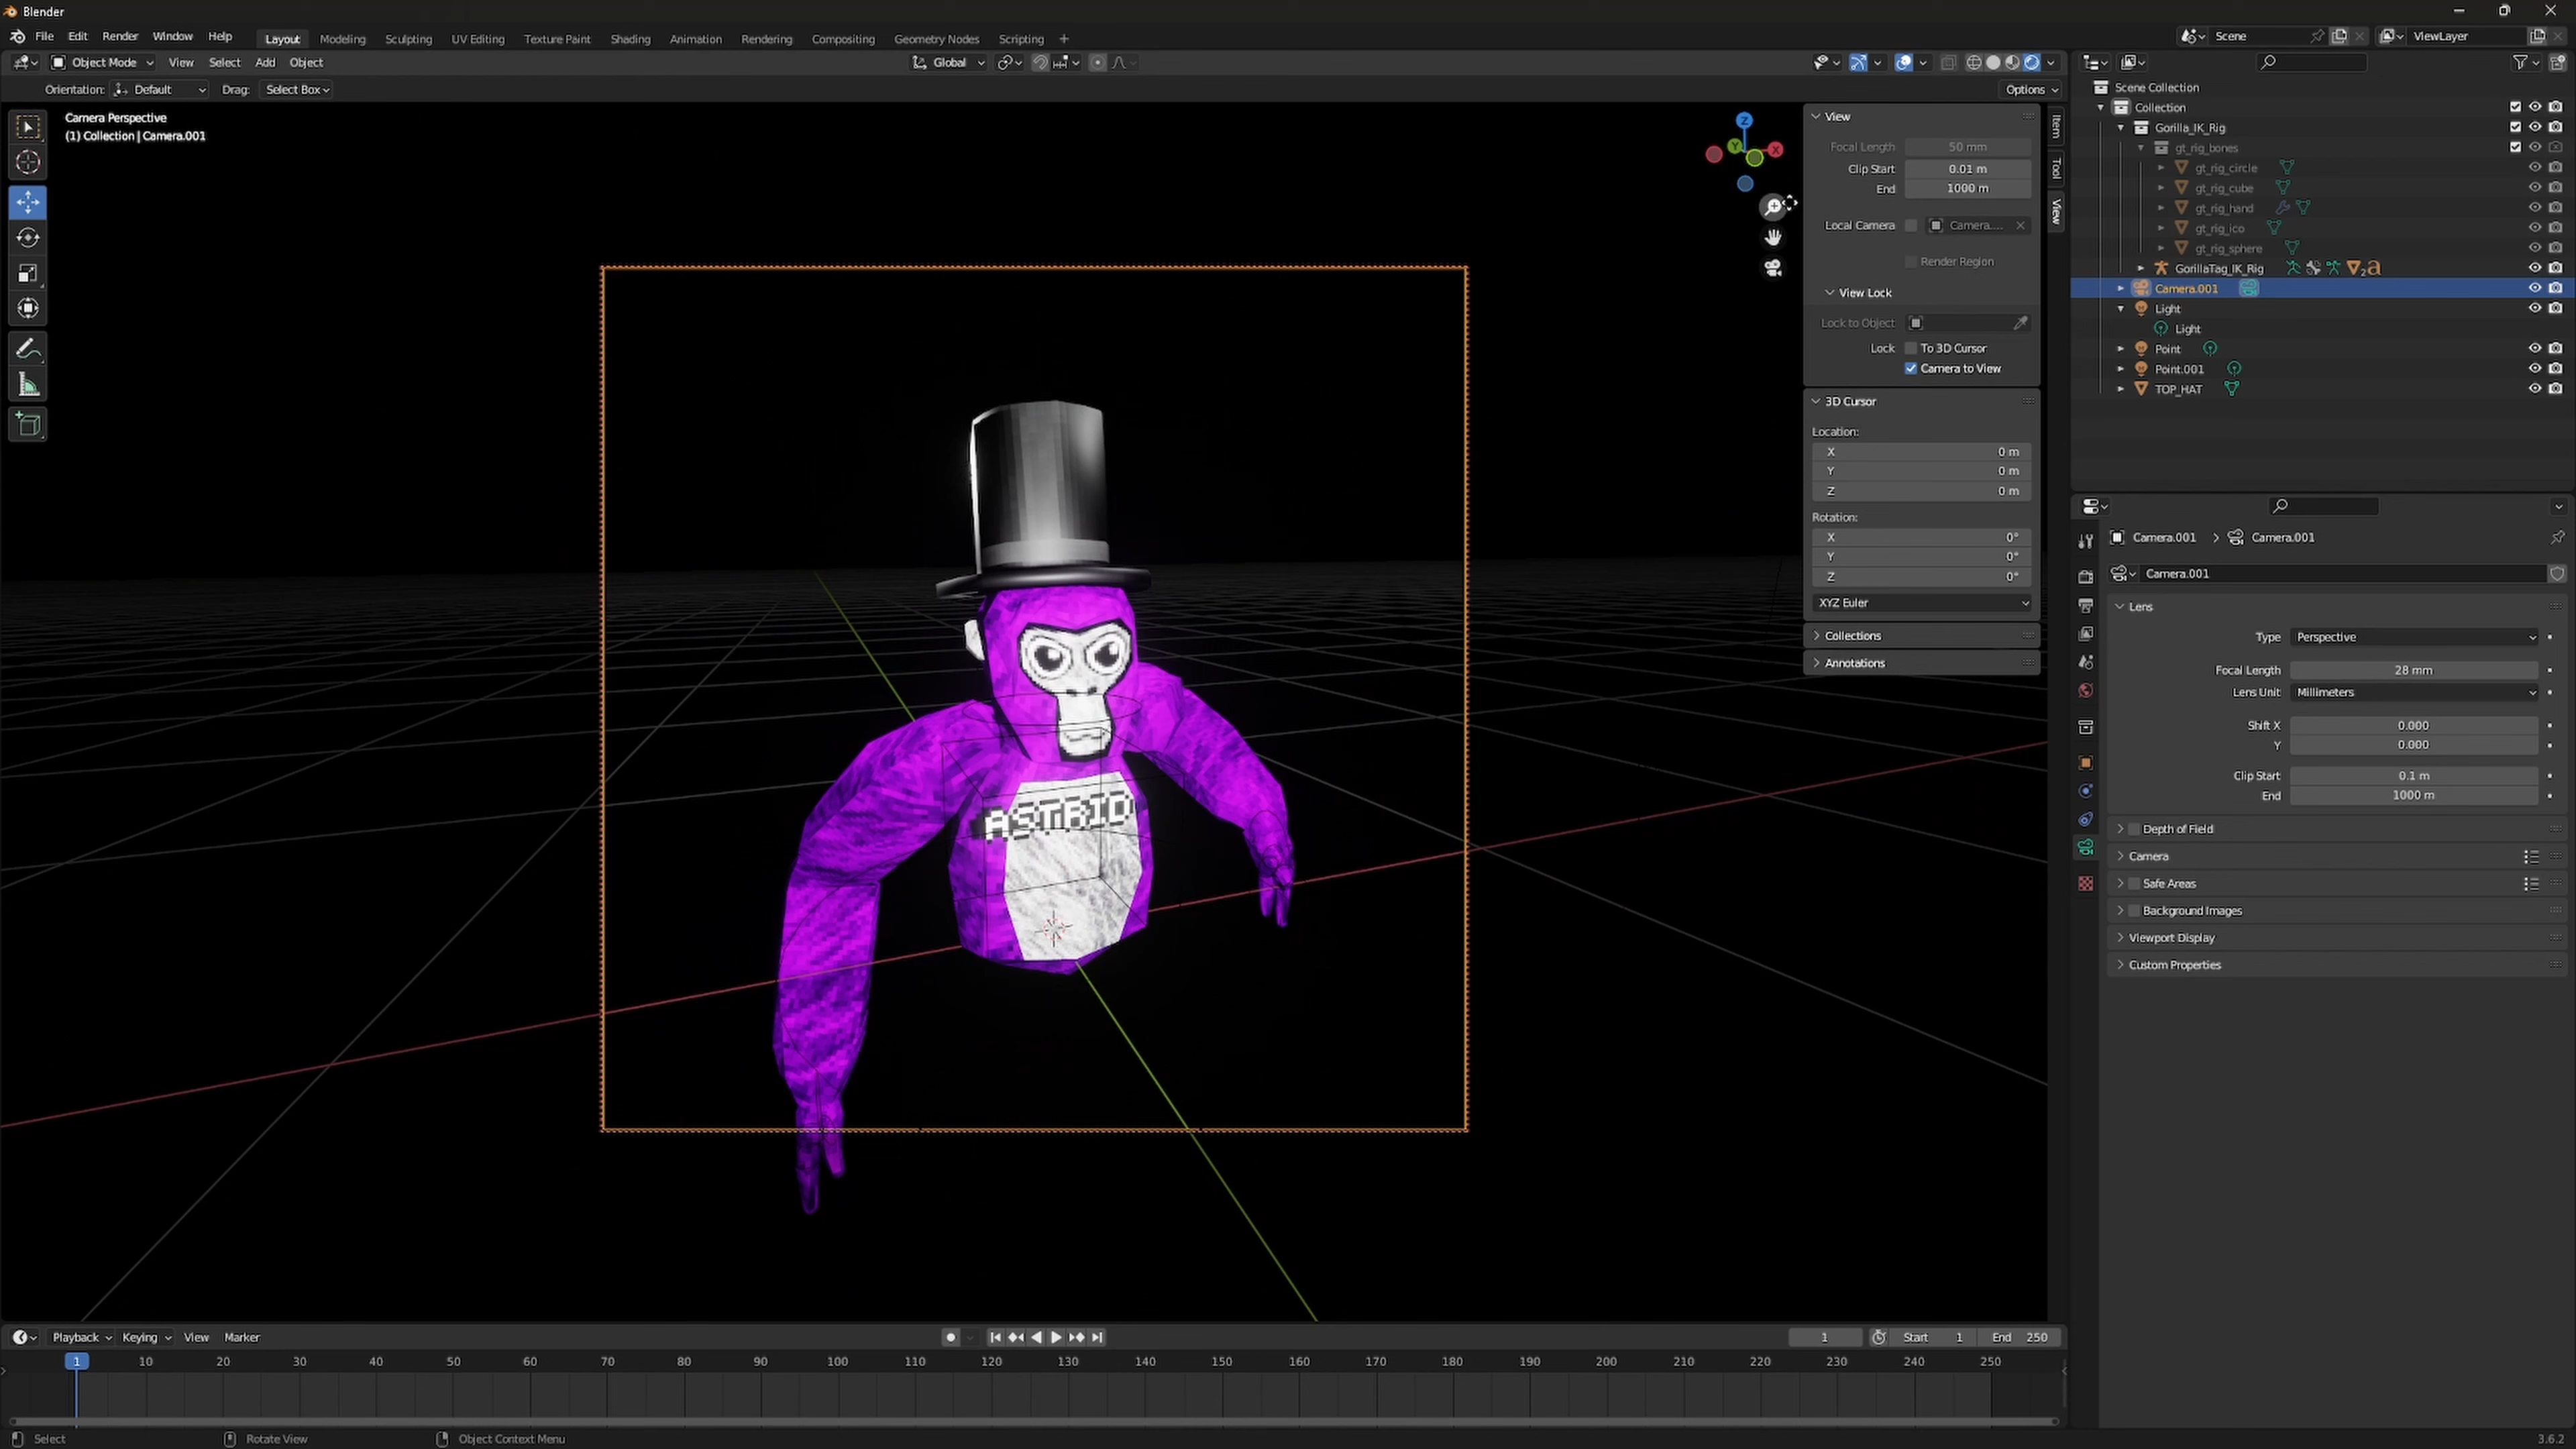 Blender
File Edit Render Window Help Layout Modeling Sculpting UV Editing Texture Paint Shading Animation Rendering Compositing Geometry Nodes Scripting + Scene ViewLayer
Object Mode View Select Add Object Global
Orientation: Default Drag: Select Box Options
Camera Perspective
(1) Collection | Camera.001
Z
Y
X
View
Focal Length 50 mm
Clip Start 0.01 m
End 1000 m
Local Camera Camera....
Render Region
View Lock
Lock to Object
Lock To 3D Cursor
Camera to View
3D Cursor
Location:
X 0 m
Y 0 m
Z 0 m
Rotation:
X 0°
Y 0°
Z 0°
XYZ Euler
Collections
Annotations
Item
Tool
View
ASTRID
Scene Collection
Collection
Gorilla_IK_Rig
gt_rig_bones
gt_rig_circle
gt_rig_cube
gt_rig_hand
gt_rig_ico
gt_rig_sphere
GorillaTag_IK_Rig 2 a
Camera.001
Light
Light
Point
Point.001
TOP_HAT
Camera.001 > Camera.001
Camera.001
Lens
Type Perspective
Focal Length 28 mm
Lens Unit Millimeters
Shift X 0.000
Y 0.000
Clip Start 0.1 m
End 1000 m
Depth of Field
Camera
Safe Areas
Background Images
Viewport Display
Custom Properties
Playback Keying View Marker 1 Start 1 End 250
1 10 20 30 40 50 60 70 80 90 100 110 120 130 140 150 160 170 180 190 200 210 220 230 240 250
Select Rotate View Object Context Menu 3.6.2